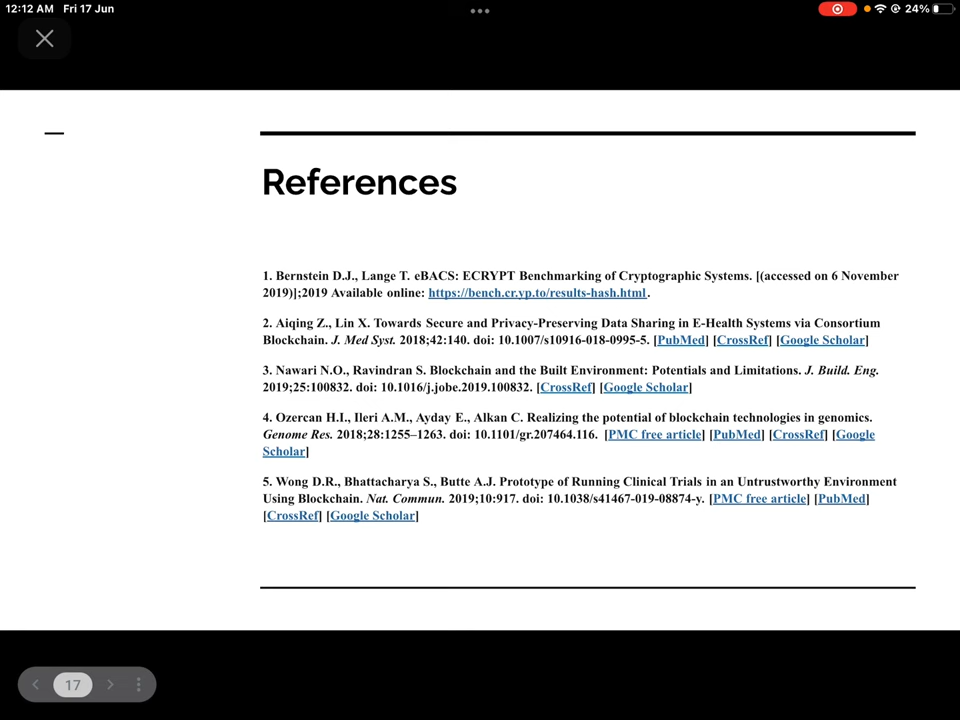 12:12 AM Fri 17 Jun
24%
References
1. Bernstein D.J., Lange T. eBACS: ECRYPT Benchmarking of Cryptographic Systems. [(accessed on 6 November
2019)];2019 Available online: https://bench.cr.yp.to/results-hash.html.
2. Aiqing Z., Lin X. Towards Secure and Privacy-Preserving Data Sharing in E-Health Systems via Consortium
Blockchain. J. Med Syst. 2018;42:140. doi: 10.1007/s10916-018-0995-5. [PubMed] [CrossRef] [Google Scholar]
3. Nawari N.O., Ravindran S. Blockchain and the Built Environment: Potentials and Limitations. J. Build. Eng.
2019;25:100832. doi: 10.1016/j.jobe.2019.100832. [CrossRef] [Google Scholar]
4. Ozercan H.I., Ileri A.M., Ayday E., Alkan C. Realizing the potential of blockchain technologies in genomics.
Genome Res. 2018;28:1255–1263. doi: 10.1101/gr.207464.116. [PMC free article] [PubMed] [CrossRef] [Google
Scholar]
5. Wong D.R., Bhattacharya S., Butte A.J. Prototype of Running Clinical Trials in an Untrustworthy Environment
Using Blockchain. Nat. Commun. 2019;10:917. doi: 10.1038/s41467-019-08874-y. [PMC free article] [PubMed]
[CrossRef] [Google Scholar]
17